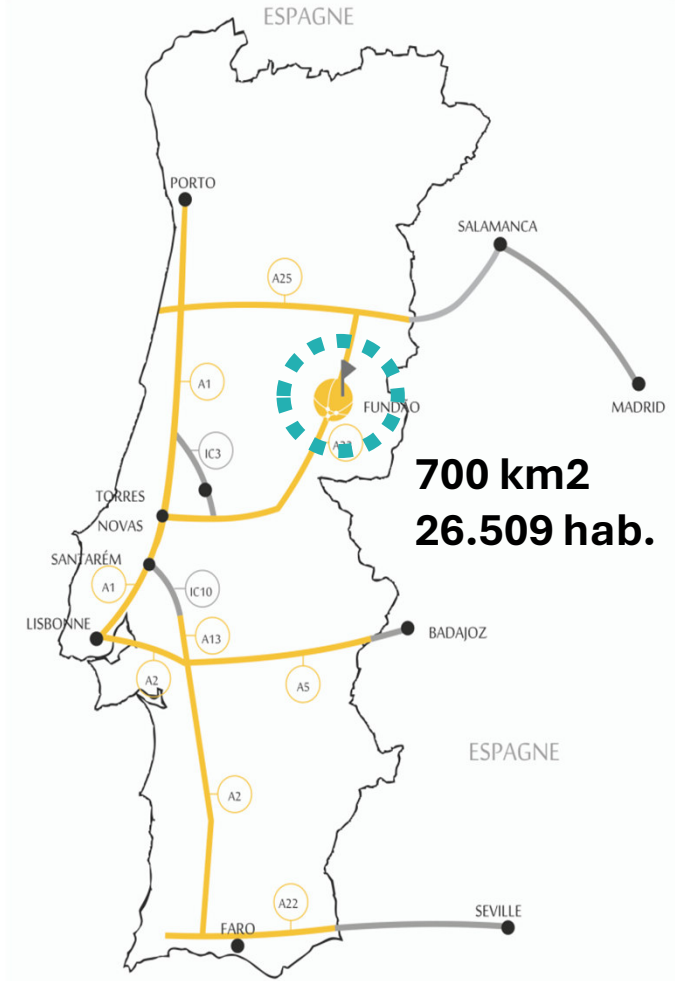 ESPAGNE
PORTO
SALAMANCA
A25
A1
MADRID
FUNDÃO
A23
IC3
700 km2
26.509 hab.
TORRES
NOVAS
SANTARÉM
A1
IC10
LISBONNE
A13
BADAJOZ
A2
A5
ESPAGNE
A2
A22
SEVILLE
FARO